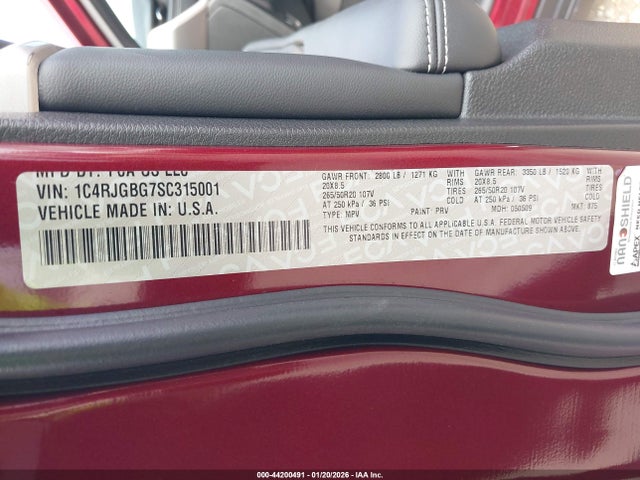 MFD BY: FCA US LLC
VIN: 1C4RJGBG7SC315001
VEHICLE MADE IN: U.S.A.
GAWR FRONT: 2800 LB / 1271 KG WITH
20X8.5 RIMS
265/50R20 107V TIRES
AT 250 kPa / 36 PSI COLD
GAWR REAR: 3350 LB / 1520 KG WITH
20X8.5 RIMS
265/50R20 107V TIRES
AT 250 kPa / 36 PSI COLD
TYPE: MPV PAINT: PRV MDH: 050509 MKT: 875
THIS VEHICLE CONFORMS TO ALL APPLICABLE U.S.A. FEDERAL MOTOR VEHICLE SAFETY
STANDARDS IN EFFECT ON THE DATE OF MANUFACTURE SHOWN ABOVE.
NANOSHIELD
APEX
000-44200491 - 01/20/2026 - IAA Inc.